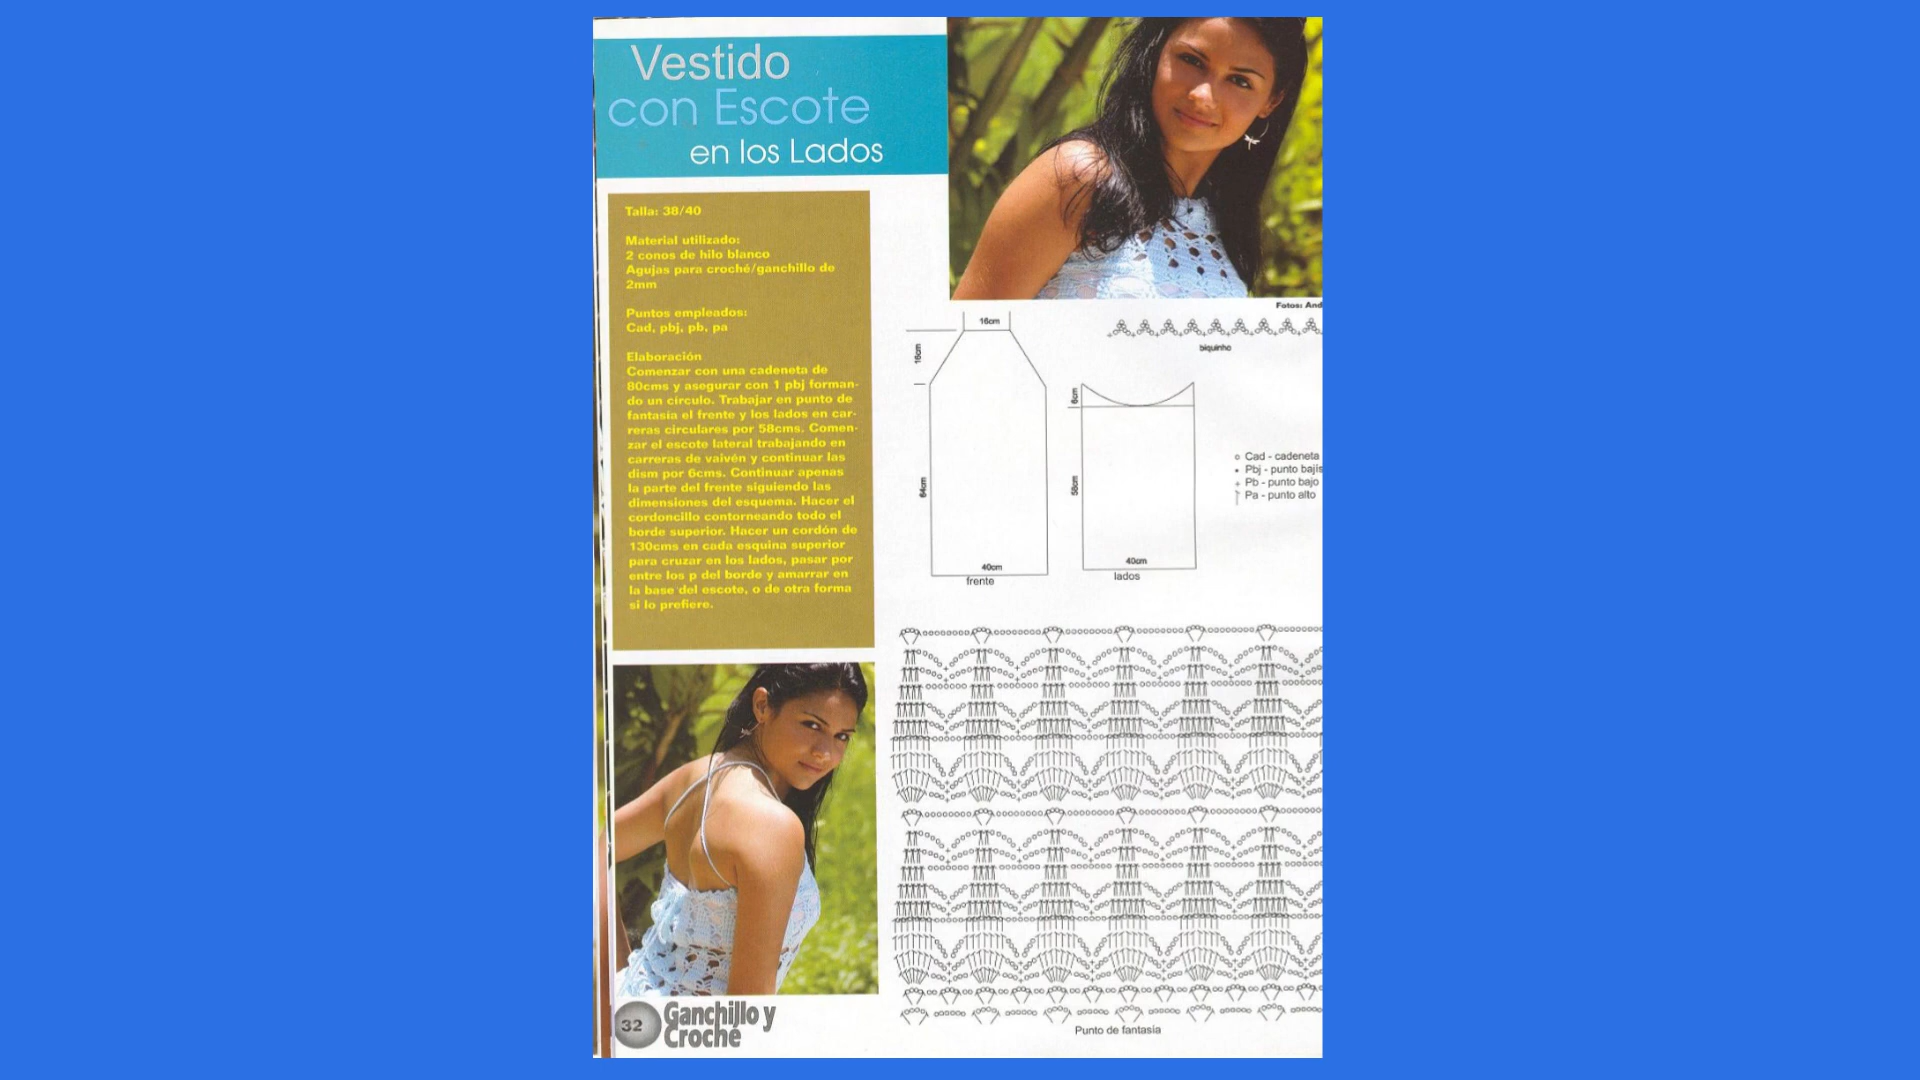 Vestido
con Escote
en los Lados
Talla: 38/40
Material utilizado:
2 conos de hilo blanco
Agujas para croché/ganchillo de
2mm
Puntos empleados:
Cad, pbj, pb, pa
Elaboración
Comenzar con una cadeneta de
80cms y asegurar con 1 pbj forman-
do un círculo. Trabajar en punto de
fantasía el frente y los lados en car-
reras circulares por 58cms. Comen-
zar el escote lateral trabajando en
carreras de vaivén y continuar las
dism por 6cms. Continuar apenas
la parte del frente siguiendo las
dimensiones del esquema. Hacer el
cordoncillo contorneando todo el
borde superior. Hacer un cordón de
130cms en cada esquina superior
para cruzar en los lados, pasar por
entre los p del borde y amarrar en
la base del escote, o de otra forma
si lo prefiere.
Fotos: And
16cm
16cm
64cm
40cm
frente
biquinho
6cm
58cm
40cm
lados
Cad - cadeneta
Pbj - punto bajís
Pb - punto bajo
Pa - punto alto
Punto de fantasía
32
Ganchillo y
Croché